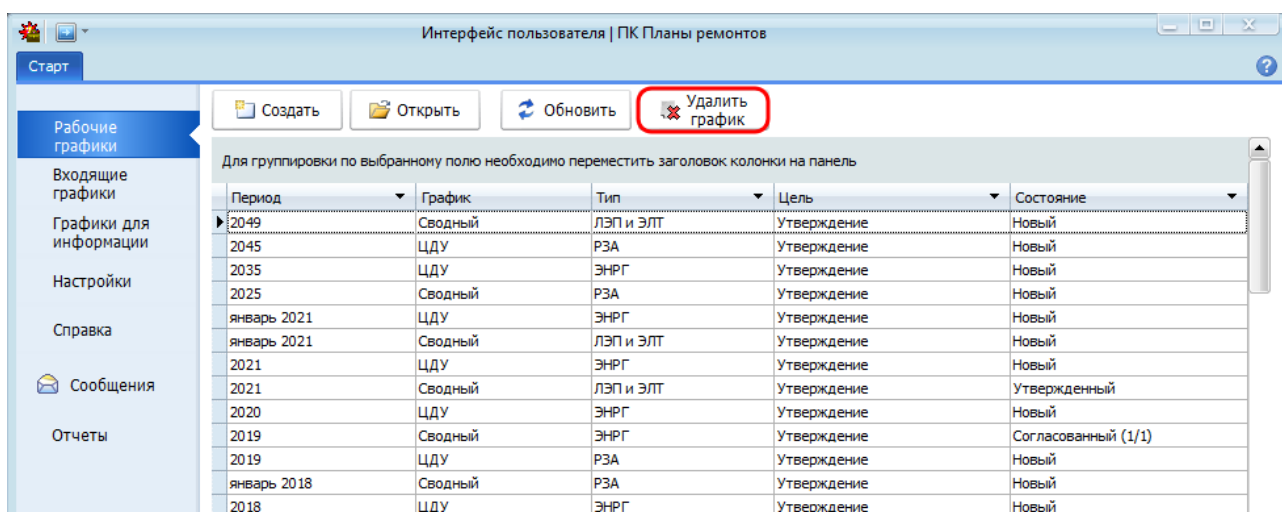 Интерфейс пользователя | ПК Планы ремонтов
Старт
Создать
Открыть
Обновить
Удалить
график
Рабочие
графики
Входящие
графики
Графики для
информации
Настройки
Справка
Сообщения
Отчеты
Для группировки по выбранному полю необходимо переместить заголовок колонки на панель
Период График Тип Цель Состояние
2049 Сводный ЛЭП и ЭЛТ Утверждение Новый
2045 ЦДУ РЗА Утверждение Новый
2035 ЦДУ ЭНРГ Утверждение Новый
2025 Сводный РЗА Утверждение Новый
январь 2021 ЦДУ ЭНРГ Утверждение Новый
январь 2021 Сводный ЛЭП и ЭЛТ Утверждение Новый
2021 ЦДУ ЭНРГ Утверждение Новый
2021 Сводный ЛЭП и ЭЛТ Утверждение Утвержденный
2020 ЦДУ ЭНРГ Утверждение Новый
2019 Сводный ЭНРГ Утверждение Согласованный (1/1)
2019 ЦДУ РЗА Утверждение Новый
январь 2018 Сводный РЗА Утверждение Новый
2018 ЦДУ ЭНРГ Утверждение Новый